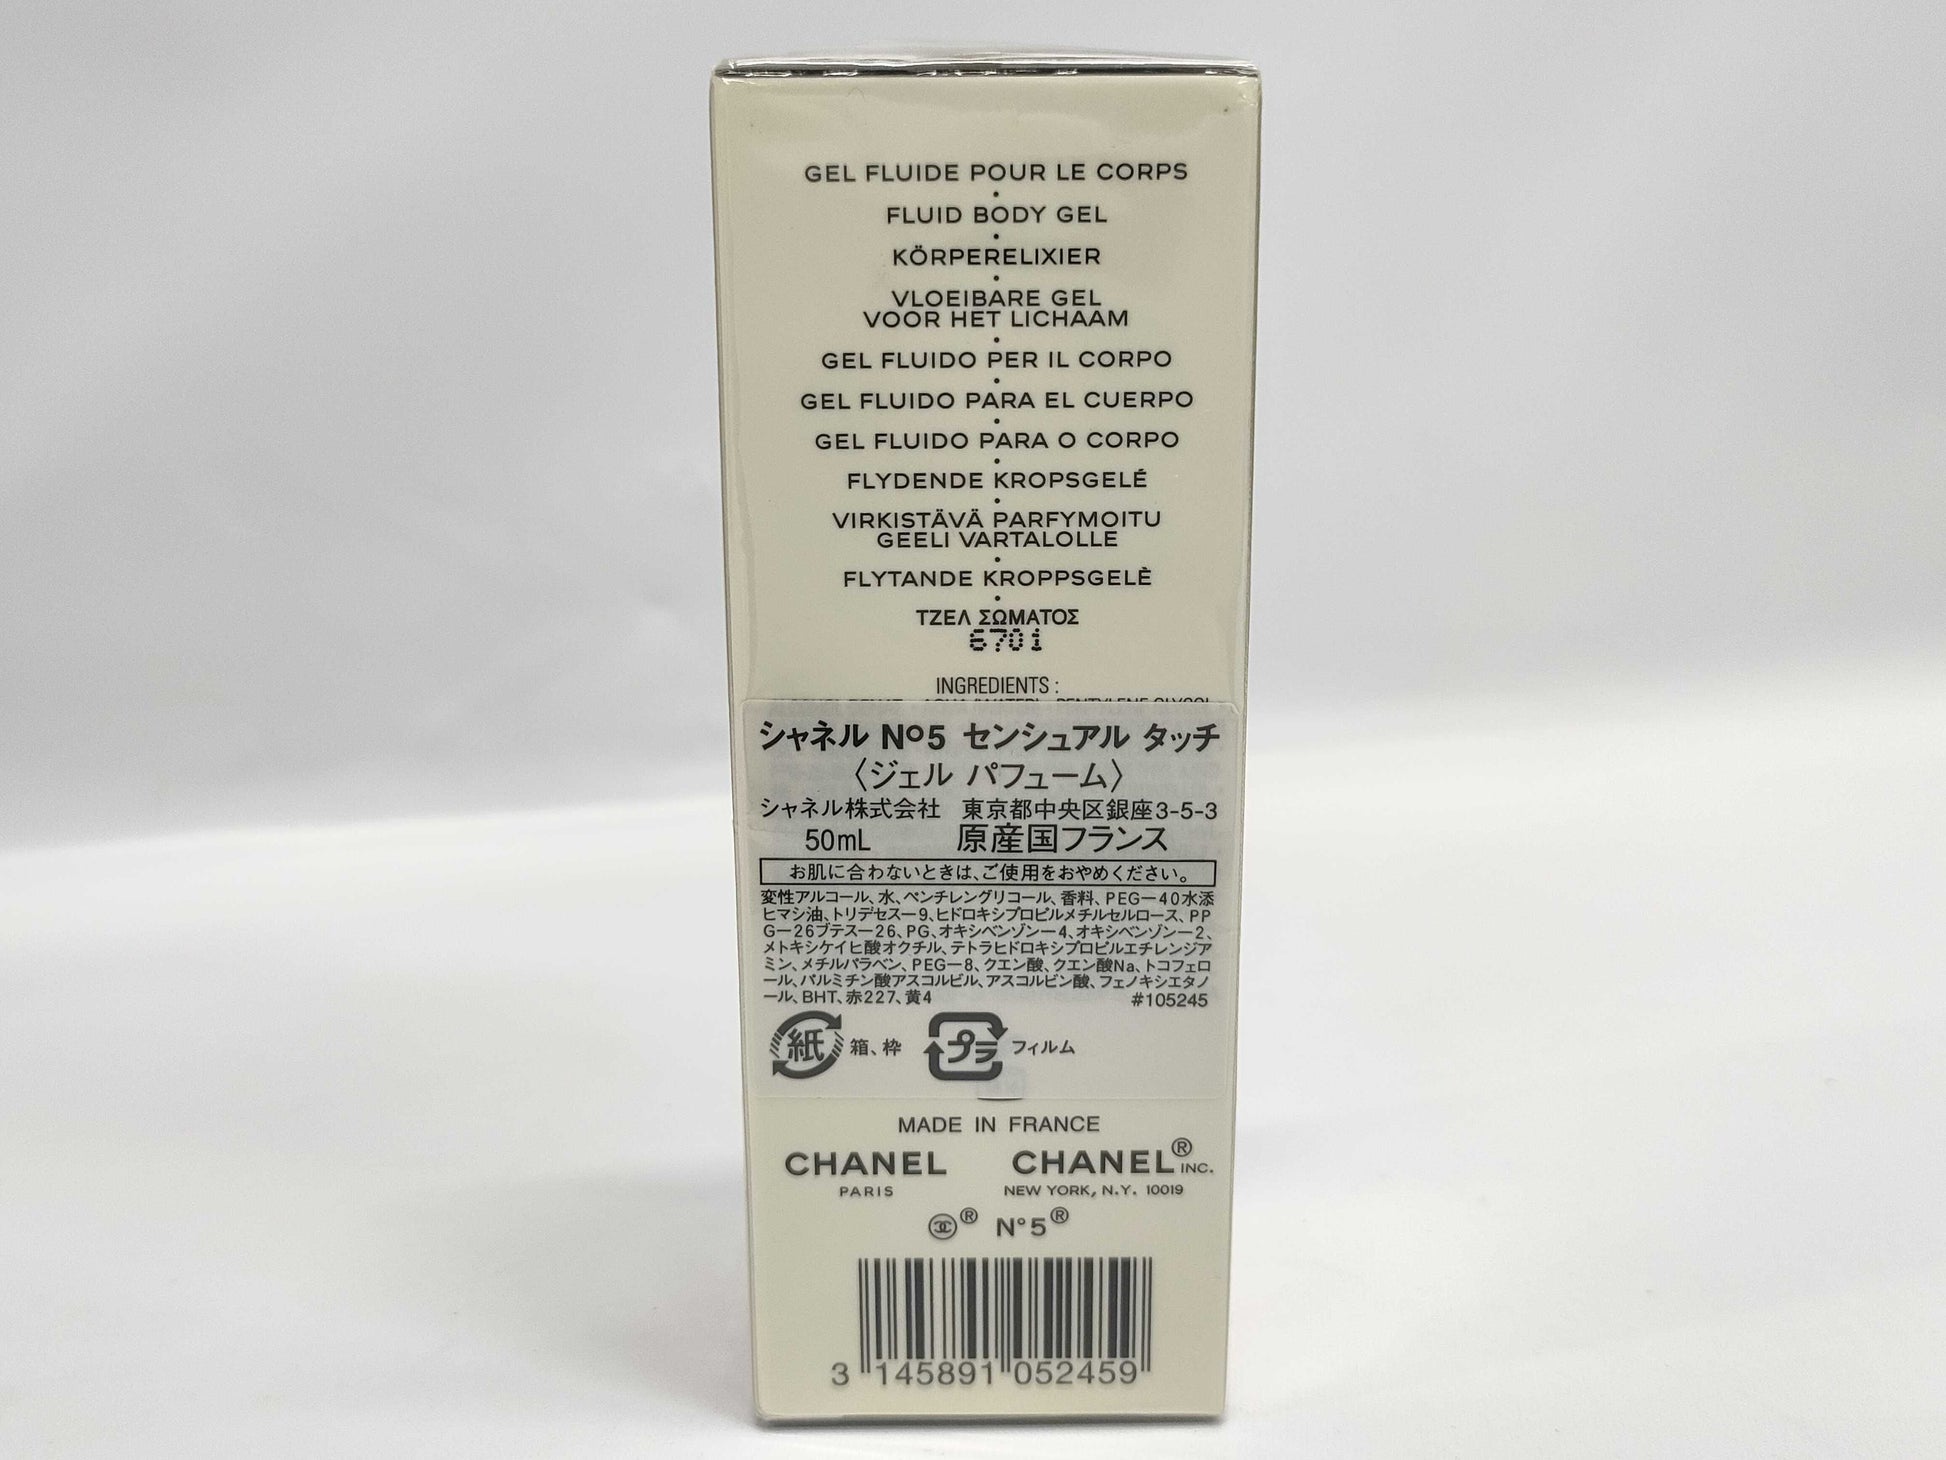 GEL FLUIDE POUR LE CORPS
•
FLUID BODY GEL
•
KÖRPERELIXIER
•
VLOEIBARE GEL
VOOR HET LICHAAM
•
GEL FLUIDO PER IL CORPO
•
GEL FLUIDO PARA EL CUERPO
•
GEL FLUIDO PARA O CORPO
•
FLYDENDE KROPSGELÉ
•
VIRKISTÄVÄ PARFYMOITU
GEELI VARTALOLLE
•
FLYTANDE KROPPSGELÈ
•
ΤΖΕΛ ΣΩΜΑΤΟΣ
6701
INGREDIENTS :
シャネル No5 センシュアル タッチ
〈ジェル パフューム〉
シャネル株式会社 東京都中央区銀座3-5-3
50mL 原産国フランス
お肌に合わないときは、ご使用をおやめください。
変性アルコール、水、ペンチレングリコール、香料、PEG－40水添
ヒマシ油、トリデセス－9、ヒドロキシプロピルメチルセルロース、PP
G－26ブテス－26、PG、オキシベンゾン－4、オキシベンゾン－2、
メトキシケイヒ酸オクチル、テトラヒドロキシプロピルエチレンジア
ミン、メチルパラベン、PEG－8、クエン酸、クエン酸Na、トコフェロ
ール、パルミチン酸アスコルビル、アスコルビン酸、フェノキシエタノ
ール、BHT、赤227、黄4 #105245
紙 箱、枠 プラ フィルム
MADE IN FRANCE
CHANEL CHANEL® INC.
PARIS NEW YORK, N.Y. 10019
® N°5®
3 145891 052459